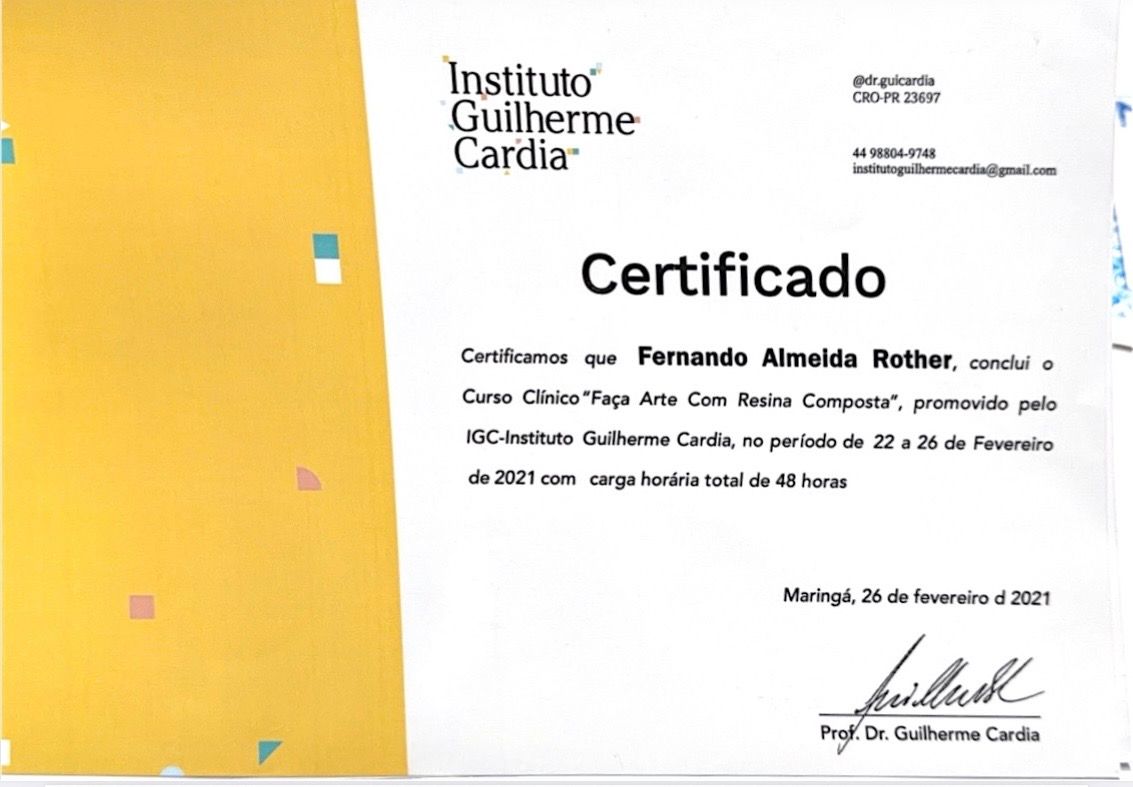 Instituto
Guilherme
Cardia
@dr.guicardia
CRO-PR 23697
44 98804-9748
institutoguilhermecardia@gmail.com
Certificado
Certificamos que Fernando Almeida Rother, conclui o
Curso Clínico "Faça Arte Com Resina Composta", promovido pelo
IGC-Instituto Guilherme Cardia, no período de 22 a 26 de Fevereiro
de 2021 com carga horária total de 48 horas
Maringá, 26 de fevereiro d 2021
Prof. Dr. Guilherme Cardia